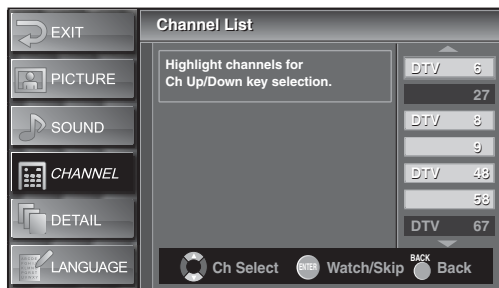 EXIT
PICTURE
SOUND
CHANNEL
DETAIL
LANGUAGE
Channel List
Highlight channels for
Ch Up/Down key selection.
DTV 6
27
DTV 8
9
DTV 48
58
DTV 67
Ch Select ENTER Watch/Skip BACK Back